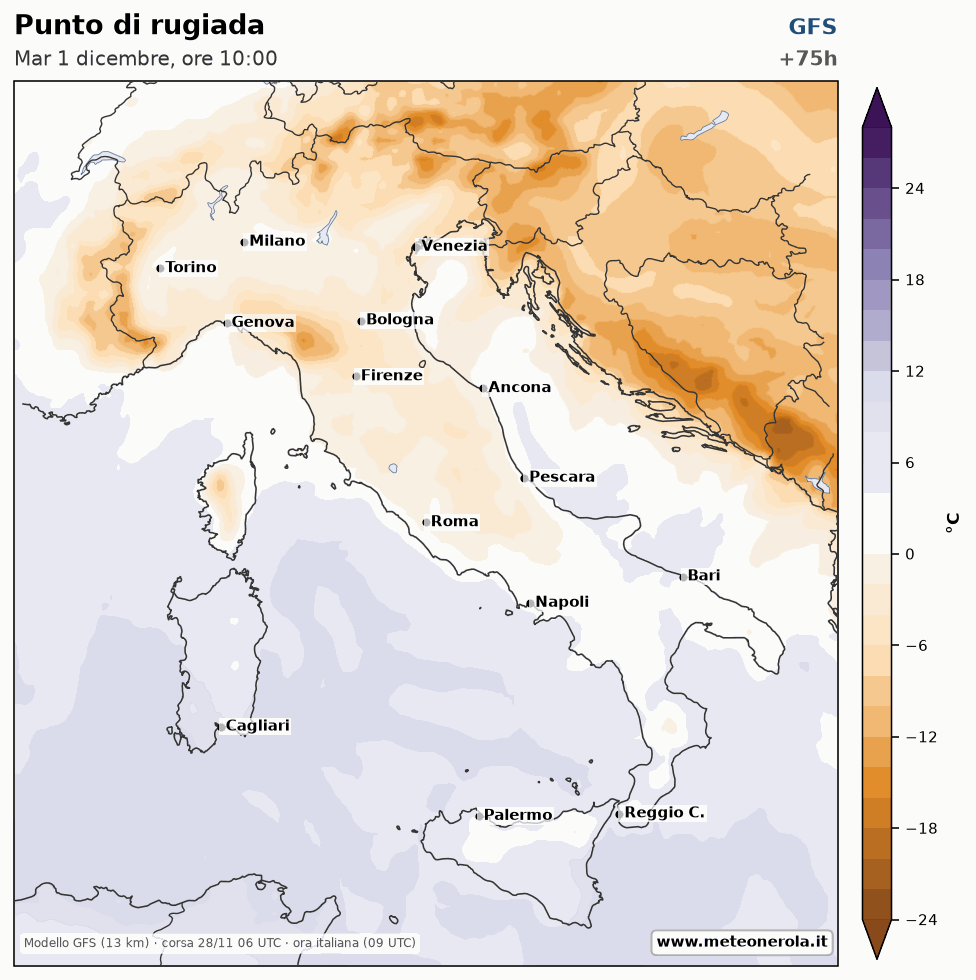 Punto di rugiada
GFS
Mar 1 dicembre, ore 10:00
+75h
Milano
Venezia
Torino
Genova
Bologna
Firenze
Ancona
Pescara
Roma
Bari
Napoli
Cagliari
Palermo
Reggio C.
24
18
12
6
0
−6
−12
−18
−24
°C
Modello GFS (13 km) · corsa 28/11 06 UTC · ora italiana (09 UTC)
www.meteonerola.it